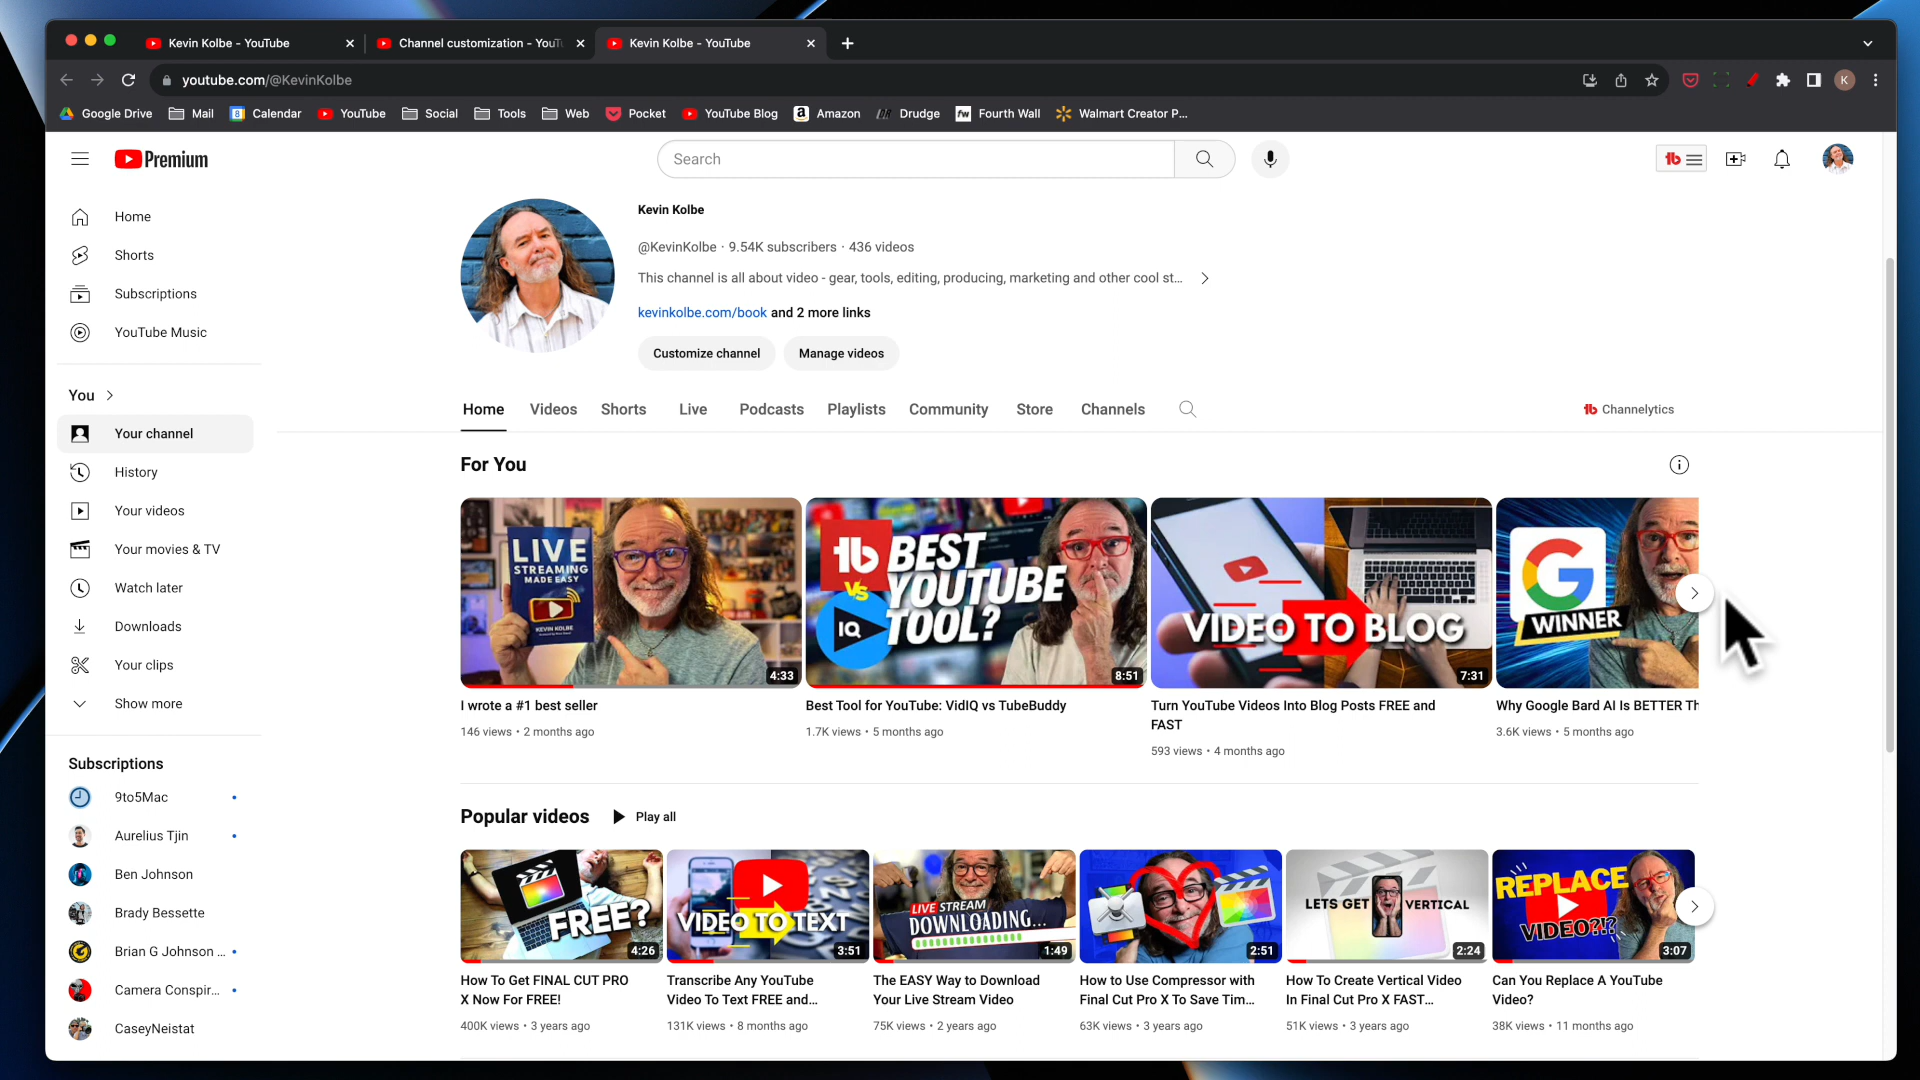 Kevin Kolbe - YouTube
Channel customization - YouT
Kevin Kolbe - YouTube
youtube.com/@KevinKolbe
K
Google Drive
Mail
8
Calendar
YouTube
Social
Tools
Web
Pocket
YouTube Blog
a
Amazon
Drudge
fw
Fourth Wall
Walmart Creator P...
Premium
Search
tb
Home
Shorts
Subscriptions
YouTube Music
You
Your channel
History
Your videos
Your movies & TV
Watch later
Downloads
Your clips
Show more
Subscriptions
9to5Mac
Aurelius Tjin
Ben Johnson
Brady Bessette
Brian G Johnson ...
Camera Conspir...
CaseyNeistat
Kevin Kolbe
@KevinKolbe · 9.54K subscribers · 436 videos
This channel is all about video - gear, tools, editing, producing, marketing and other cool st...
kevinkolbe.com/book and 2 more links
Customize channel
Manage videos
Home
Videos
Shorts
Live
Podcasts
Playlists
Community
Store
Channels
tb Channelytics
For You
LIVE
STREAMING
MADE EASY
KEVIN KOLBE
4:33
tb
VS
IQ
BEST
YOUTUBE
TOOL?
8:51
VIDEO TO BLOG
7:31
G
WINNER
I wrote a #1 best seller
146 views · 2 months ago
Best Tool for YouTube: VidIQ vs TubeBuddy
1.7K views · 5 months ago
Turn YouTube Videos Into Blog Posts FREE and
FAST
593 views · 4 months ago
Why Google Bard AI Is BETTER Th
3.6K views · 5 months ago
Popular videos
Play all
FREE?
4:26
VIDEO TO TEXT
3:51
LIVE STREAM
DOWNLOADING...
1:49
2:51
LETS GET VERTICAL
2:24
REPLACE
VIDEO?!?
3:07
How To Get FINAL CUT PRO
X Now For FREE!
400K views · 3 years ago
Transcribe Any YouTube
Video To Text FREE and...
131K views · 8 months ago
The EASY Way to Download
Your Live Stream Video
75K views · 2 years ago
How to Use Compressor with
Final Cut Pro X To Save Tim...
63K views · 3 years ago
How To Create Vertical Video
In Final Cut Pro X FAST...
51K views · 3 years ago
Can You Replace A YouTube
Video?
38K views · 11 months ago